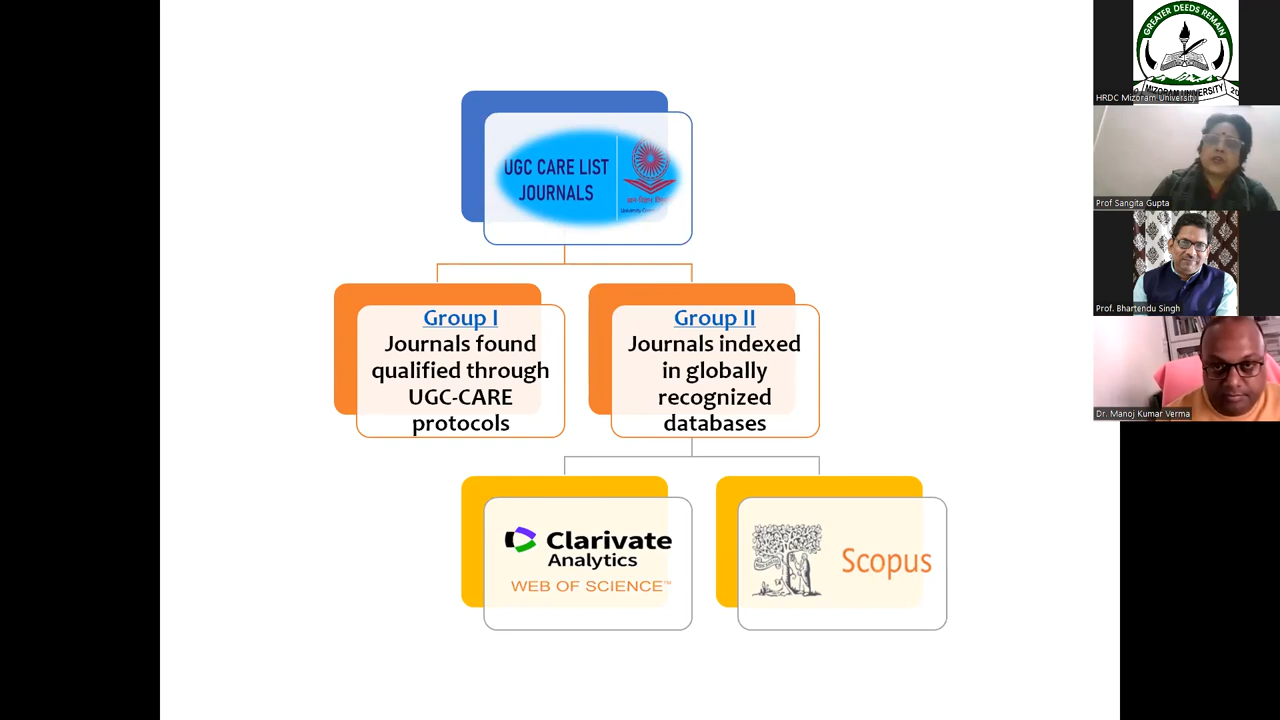 UGC CARE LIST
JOURNALS
Group I
Journals found
qualified through
UGC-CARE
protocols
Group II
Journals indexed
in globally
recognized
databases
Clarivate
Analytics
WEB OF SCIENCE™
Scopus
GREATER DEEDS REMAIN
MIZORAM UNIVERSITY
HRDC Mizoram University
Prof Sangita Gupta
Prof. Bhartendu Singh
Dr. Manoj Kumar Verma